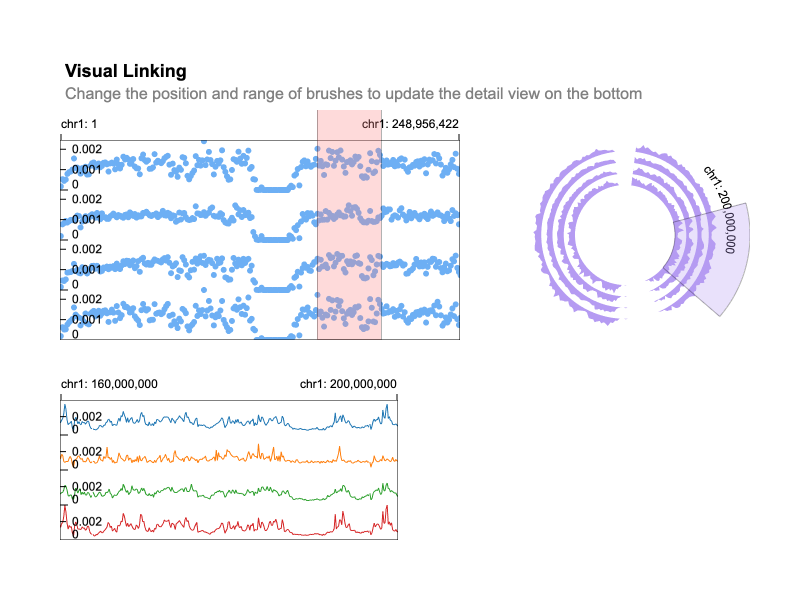 Visual Linking
Change the position and range of brushes to update the detail view on the bottom
chr1: 1
chr1: 248,956,422
0.002
0.001
0
0.002
0.001
0
0.002
0.001
0
0.002
0.001
0
chr1: 200,000,000
chr1: 160,000,000
chr1: 200,000,000
0.002
0
0.002
0
0.002
0
0.002
0